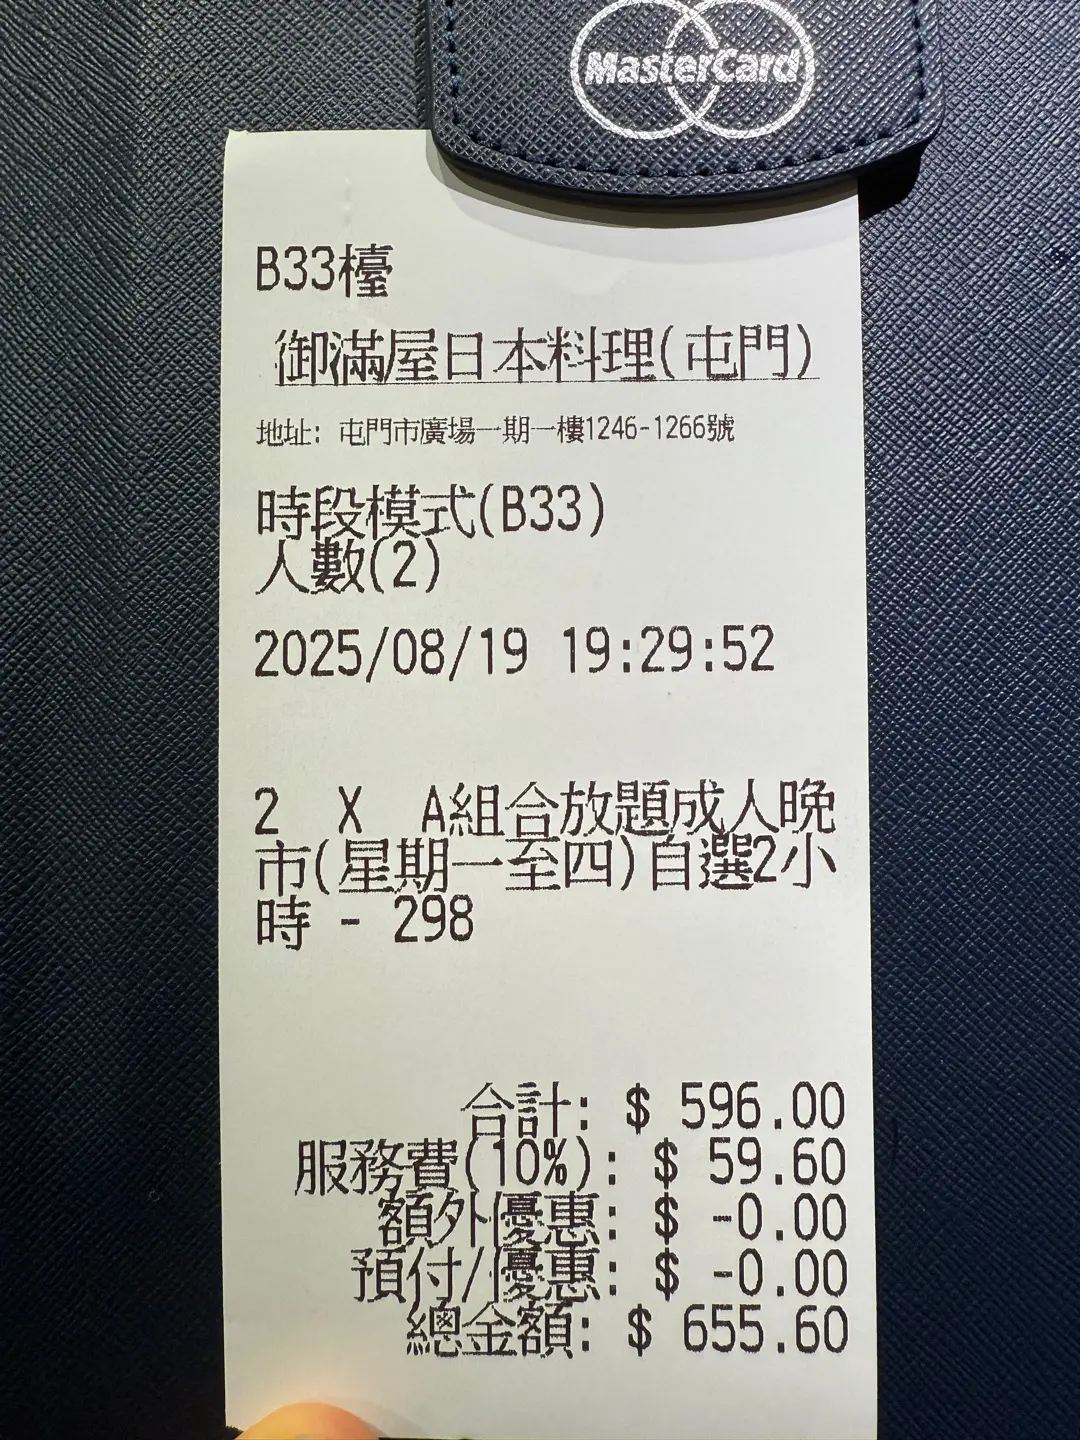 MasterCard
B33檯
御滿屋日本料理(屯門)
地址: 屯門市廣場一期一樓1246-1266號
時段模式(B33)
人數(2)
2025/08/19 19:29:52
2 X A組合放題成人晚
市(星期一至四)自選2小
時 - 298
合計: $ 596.00
服務費(10%): $ 59.60
額外優惠: $ -0.00
預付/優惠: $ -0.00
總金額: $ 655.60